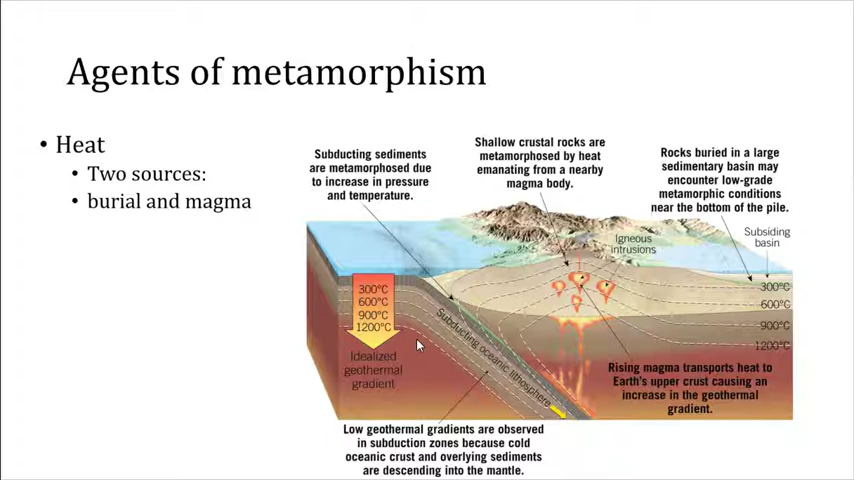 Agents of metamorphism
• Heat
• Two sources:
• burial and magma
Subducting sediments
are metamorphosed due
to increase in pressure
and temperature.
Shallow crustal rocks are
metamorphosed by heat
emanating from a nearby
magma body.
Rocks buried in a large
sedimentary basin may
encounter low-grade
metamorphic conditions
near the bottom of the pile.
Igneous
intrusions
Subsiding
basin
300°C
600°C
900°C
1200°C
Idealized
geothermal
gradient
Subducting oceanic lithosphere
300°C
600°C
900°C
1200°C
Rising magma transports heat to
Earth's upper crust causing an
increase in the geothermal
gradient.
Low geothermal gradients are observed
in subduction zones because cold
oceanic crust and overlying sediments
are descending into the mantle.